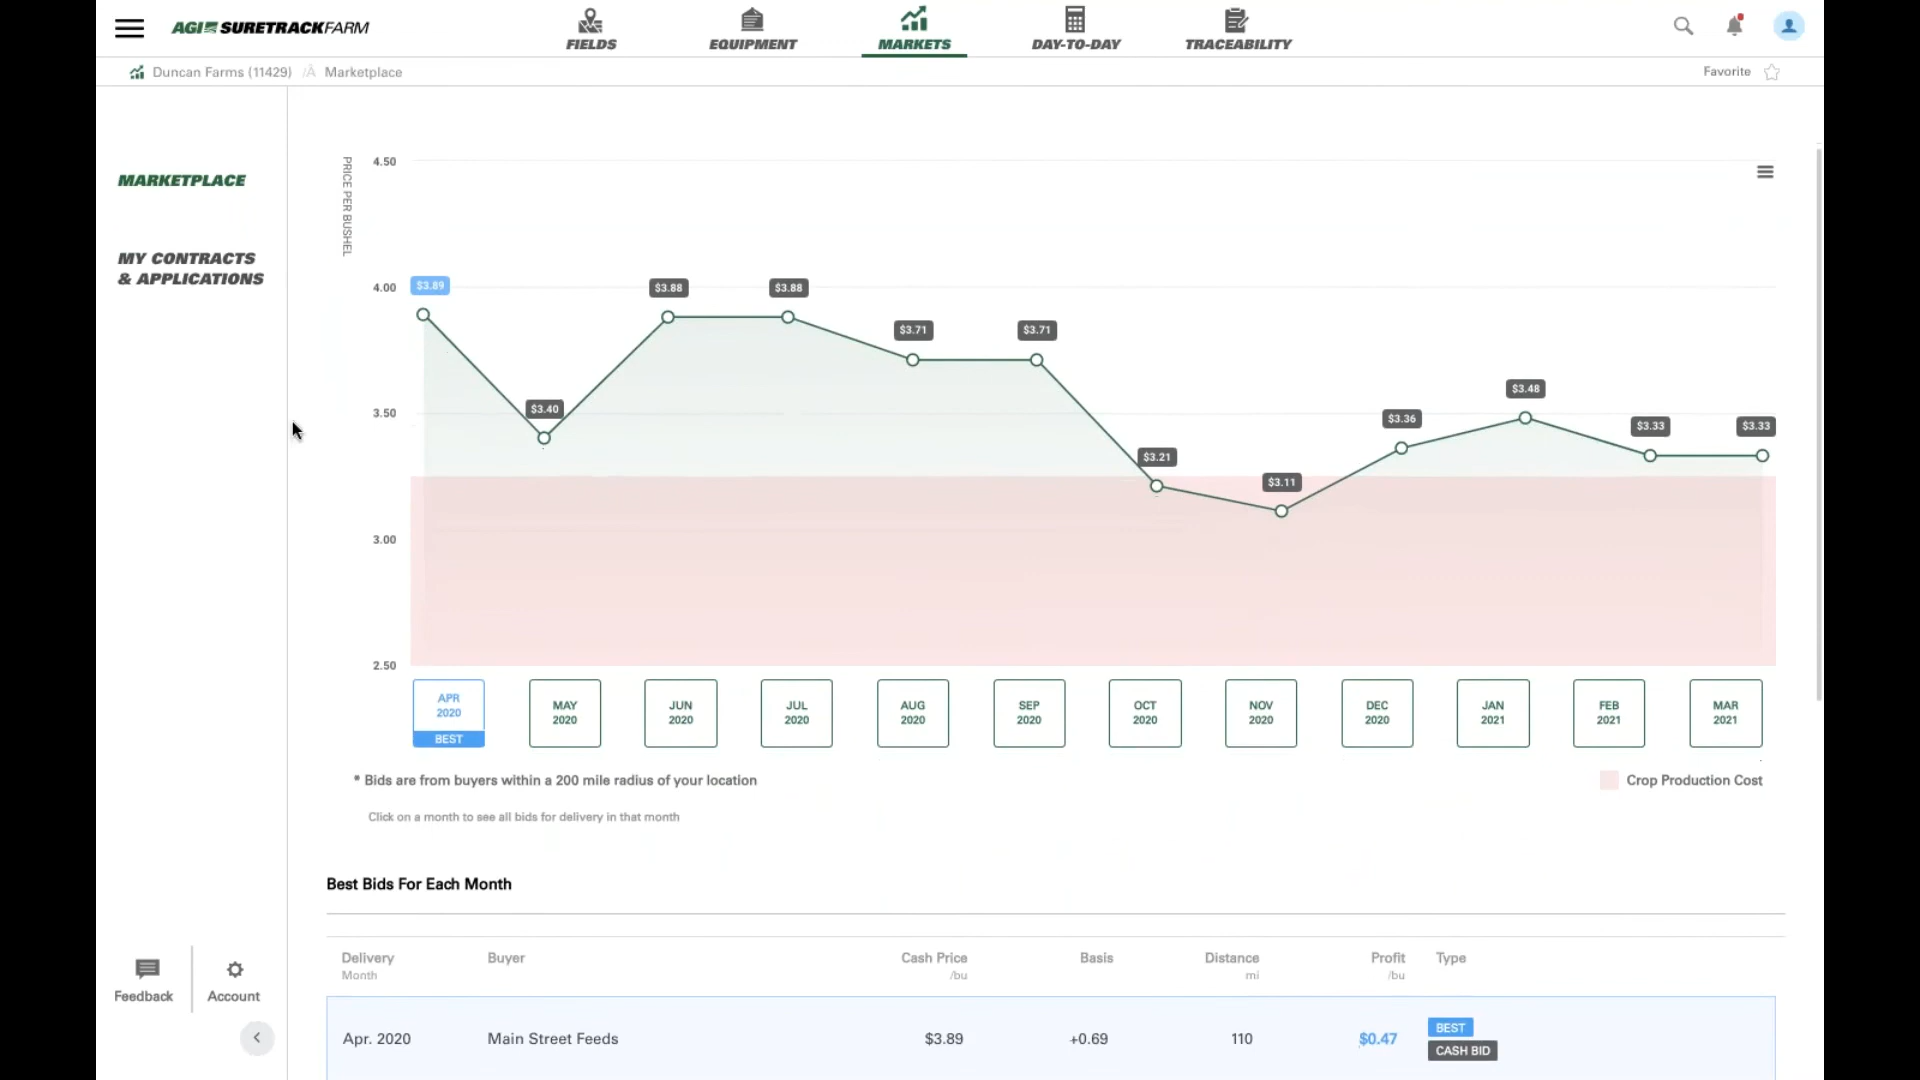 AGI SURETRACKFARM
FIELDS
EQUIPMENT
MARKETS
DAY-TO-DAY
TRACEABILITY
Duncan Farms (11429) /Â Marketplace
Favorite
MARKETPLACE
MY CONTRACTS
& APPLICATIONS
PRICE PER BUSHEL
4.50
4.00
3.50
3.00
2.50
$3.89
$3.40
$3.88
$3.88
$3.71
$3.71
$3.21
$3.11
$3.36
$3.48
$3.33
$3.33
APR
2020
BEST
MAY
2020
JUN
2020
JUL
2020
AUG
2020
SEP
2020
OCT
2020
NOV
2020
DEC
2020
JAN
2021
FEB
2021
MAR
2021
* Bids are from buyers within a 200 mile radius of your location
Crop Production Cost
Click on a month to see all bids for delivery in that month
Best Bids For Each Month
Delivery Buyer Cash Price Basis Distance Profit Type
Month /bu mi /bu
Apr. 2020 Main Street Feeds $3.89 +0.69 110 $0.47 BEST
CASH BID
Feedback
Account